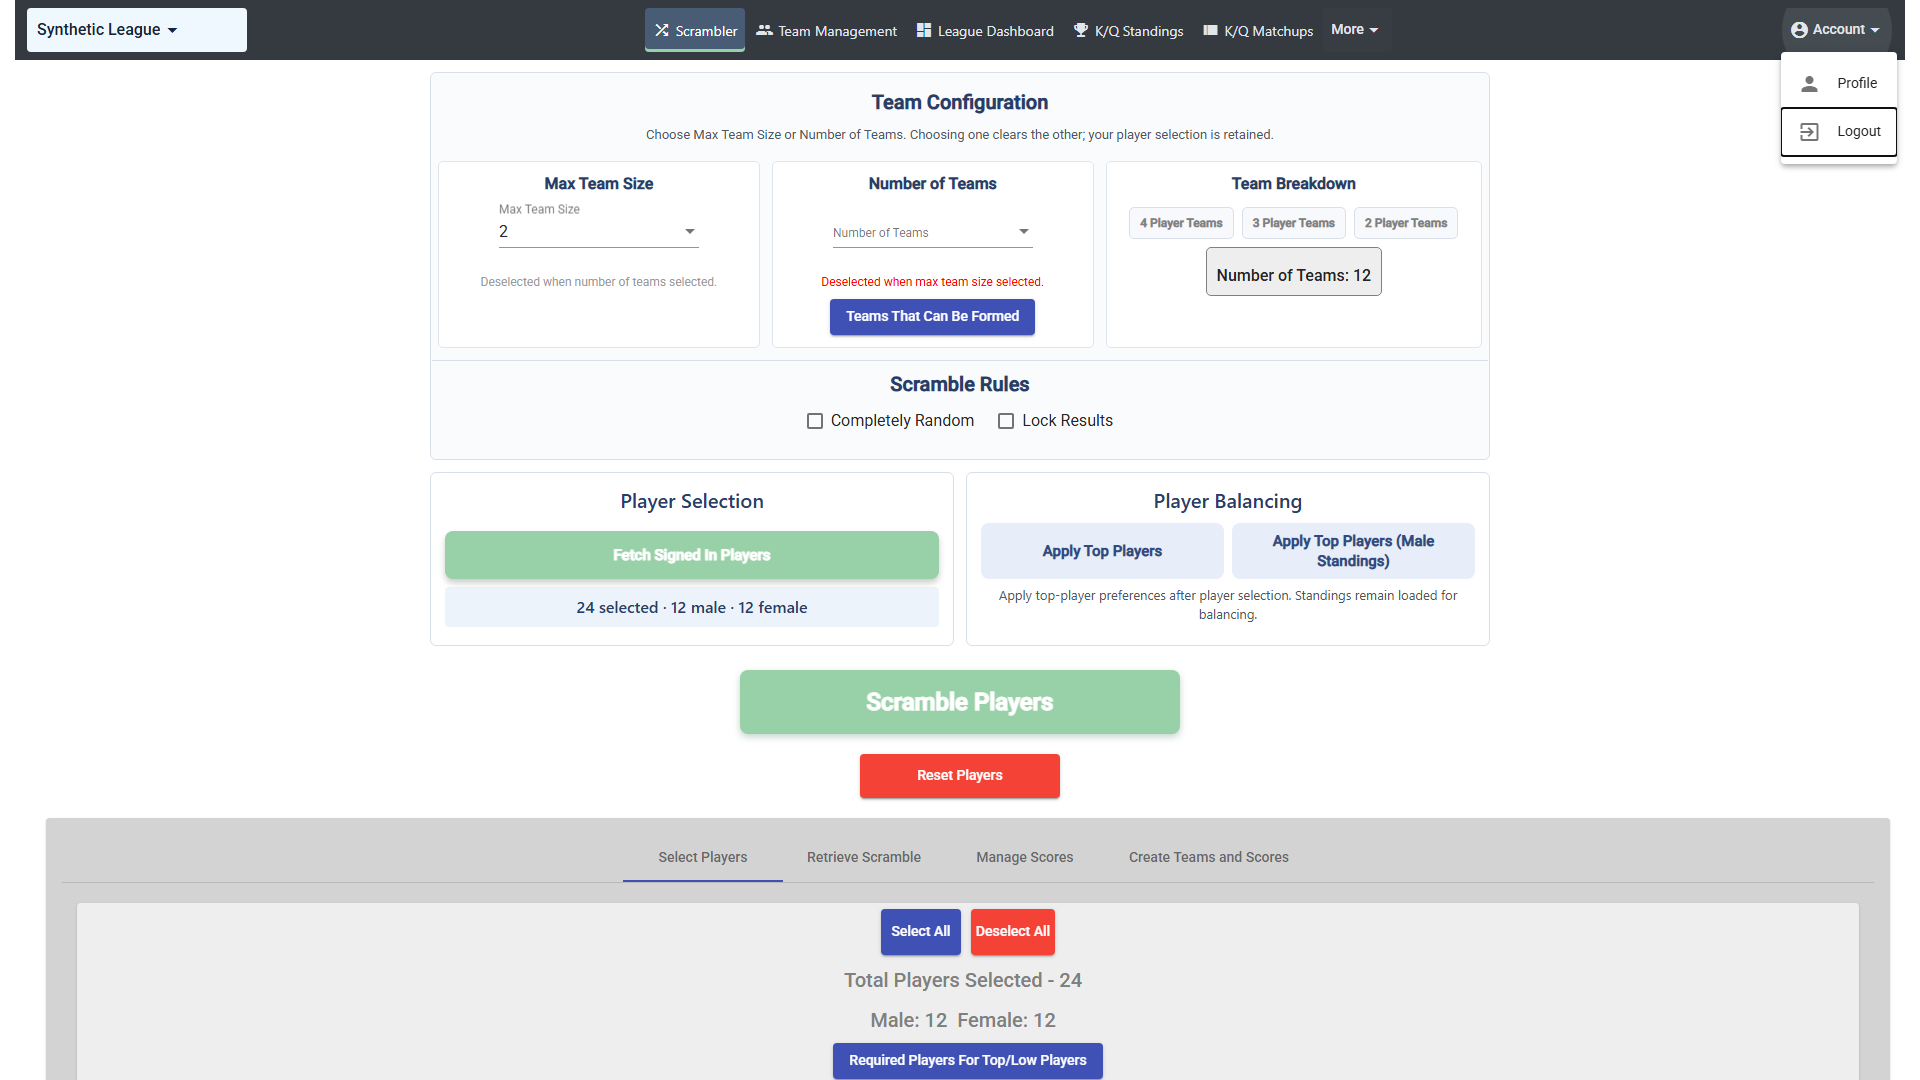 Synthetic League
Scrambler
Team Management
League Dashboard
K/Q Standings
K/Q Matchups
More
Account
Profile
Logout
Team Configuration
Choose Max Team Size or Number of Teams. Choosing one clears the other; your player selection is retained.
Max Team Size
Max Team Size
2
Deselected when number of teams selected.
Number of Teams
Number of Teams
Deselected when max team size selected.
Teams That Can Be Formed
Team Breakdown
4 Player Teams
3 Player Teams
2 Player Teams
Number of Teams: 12
Scramble Rules
Completely Random
Lock Results
Player Selection
Fetch Signed In Players
24 selected · 12 male · 12 female
Player Balancing
Apply Top Players
Apply Top Players (Male
Standings)
Apply top-player preferences after player selection. Standings remain loaded for
balancing.
Scramble Players
Reset Players
Select Players
Retrieve Scramble
Manage Scores
Create Teams and Scores
Select All
Deselect All
Total Players Selected - 24
Male: 12 Female: 12
Required Players For Top/Low Players